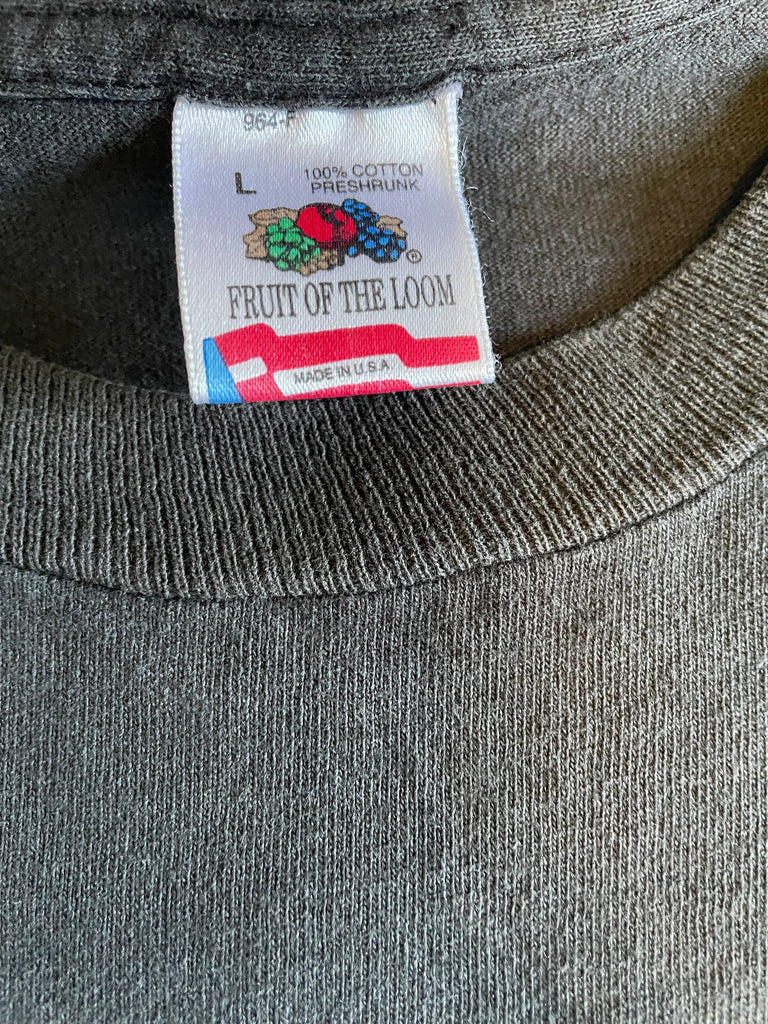 964-F
L
100% COTTON
PRESHRUNK
®
FRUIT OF THE LOOM
MADE IN U.S.A.